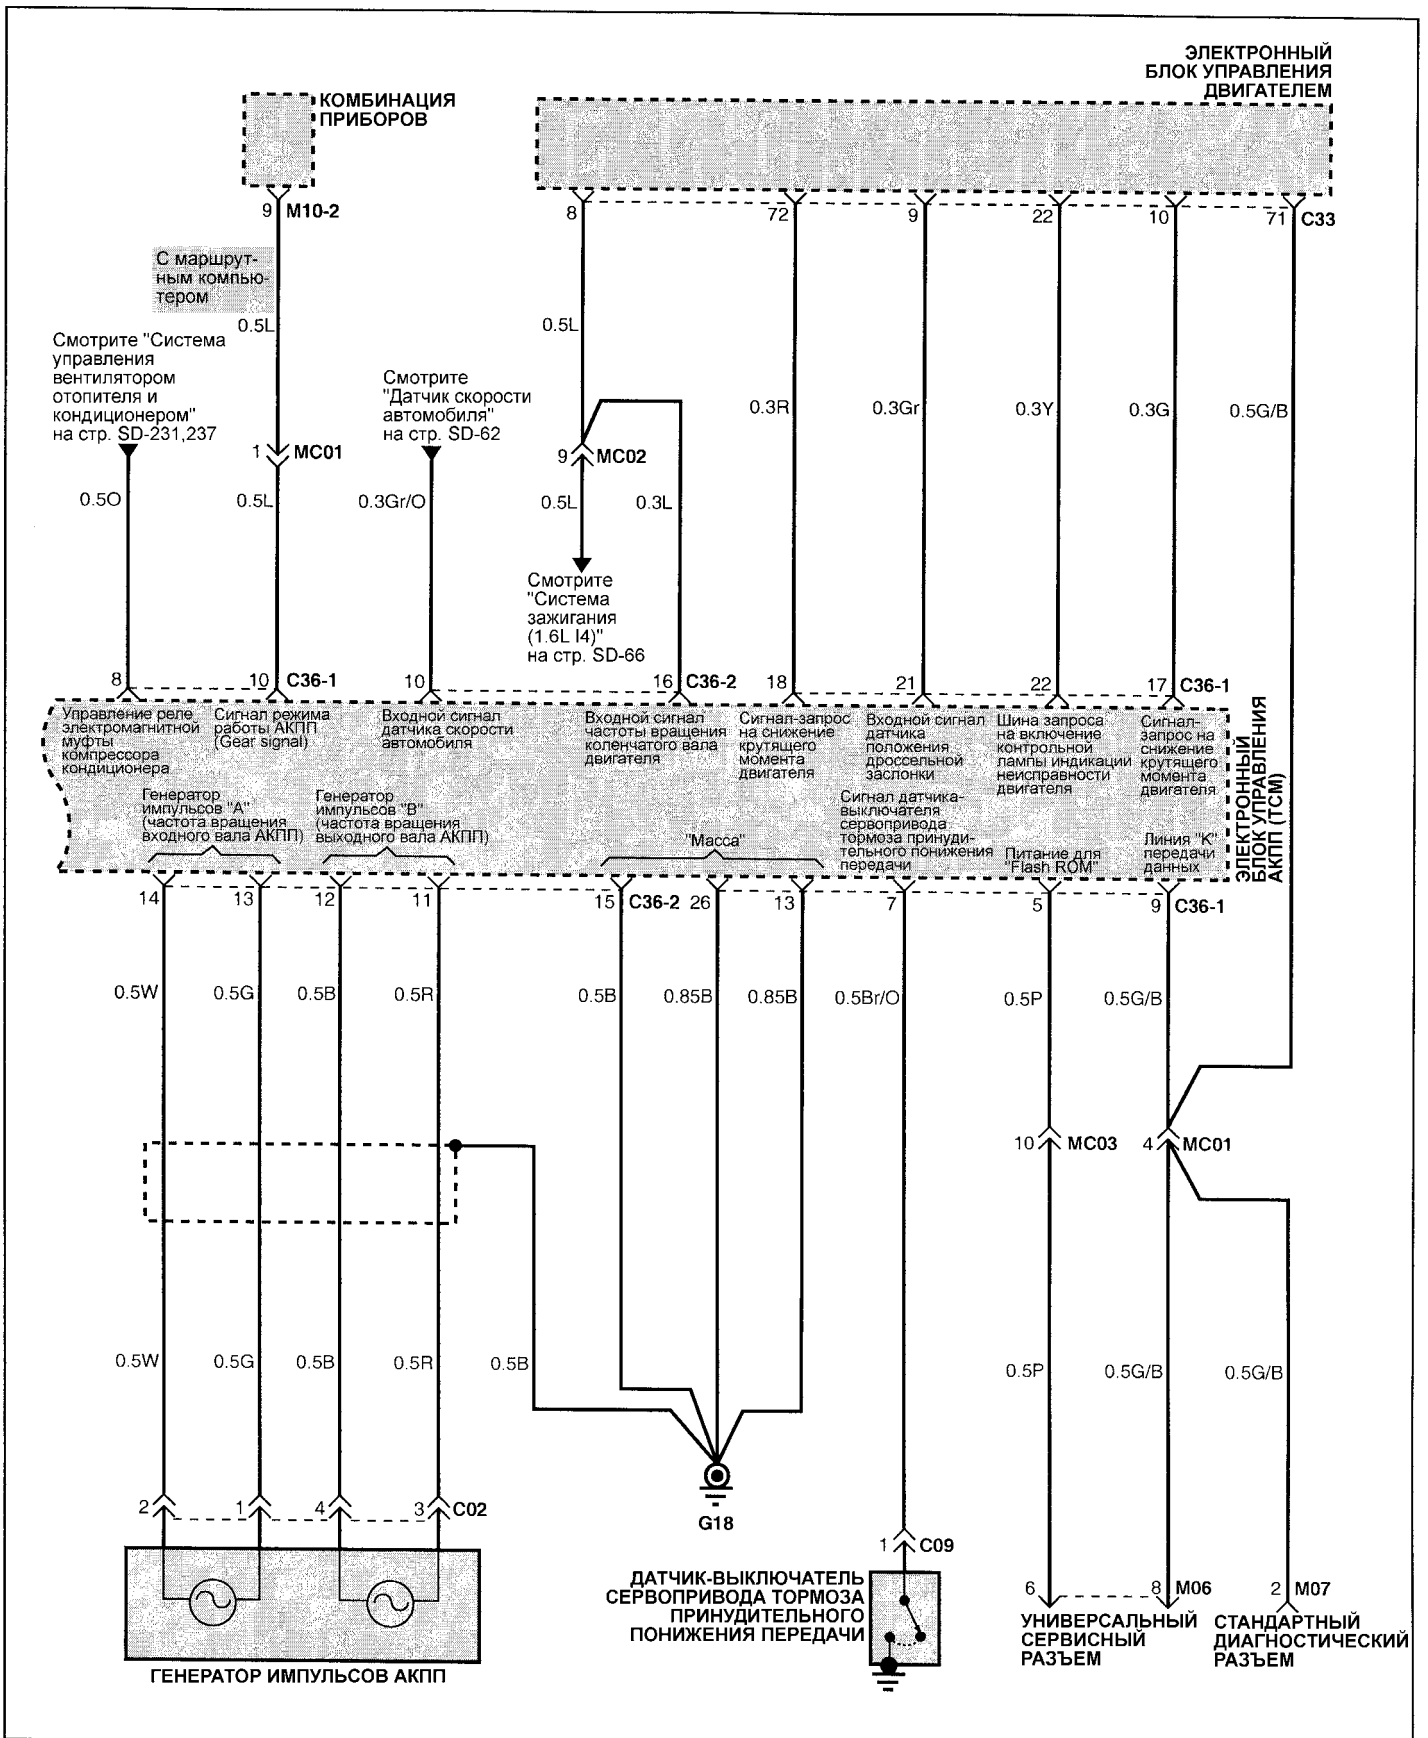 ЭЛЕКТРОННЫЙ
БЛОК УПРАВЛЕНИЯ
ДВИГАТЕЛЕМ
КОМБИНАЦИЯ
ПРИБОРОВ
9 M10-2
8 72 9 22 10 71 C33
С маршрут-
ным компью-
тером
0.5L
0.5L
Смотрите "Система
управления
вентилятором
отопителя и
кондиционером"
на стр. SD-231,237
Смотрите
"Датчик скорости
автомобиля"
на стр. SD-62
0.3R 0.3Gr 0.3Y 0.3G 0.5G/B
1 MC01
9 MC02
0.5O 0.5L 0.3Gr/O 0.5L 0.3L
Смотрите
"Система
зажигания
(1.6L I4)"
на стр. SD-66
8 10 C36-1 10 16 C36-2 18 21 22 17 C36-1
Управление реле
электромагнитной
муфты
компрессора
кондиционера
Сигнал режима
работы АКПП
(Gear signal)
Входной сигнал
датчика скорости
автомобиля
Входной сигнал
частоты вращения
коленчатого вала
двигателя
Сигнал-запрос
на снижение
крутящего
момента
двигателя
Входной сигнал
датчика
положения
дроссельной
заслонки
Шина запроса
на включение
контрольной
лампы индикации
неисправности
двигателя
Сигнал-
запрос на
снижение
крутящего
момента
двигателя
ЭЛЕКТРОННЫЙ
БЛОК УПРАВЛЕНИЯ
АКПП (TCM)
Генератор
импульсов "А"
(частота вращения
входного вала АКПП)
Генератор
импульсов "В"
(частота вращения
выходного вала АКПП)
"Масса"
Сигнал датчика-
выключателя
сервопривода
тормоза принуди-
тельного понижения
передачи
Питание для
"Flash ROM"
Линия "К"
передачи
данных
14 13 12 11 15 C36-2 26 13 7 5 9 C36-1
0.5W 0.5G 0.5B 0.5R 0.5B 0.85B 0.85B 0.5Br/O 0.5P 0.5G/B
10 MC03 4 MC01
0.5W 0.5G 0.5B 0.5R 0.5B 0.5P 0.5G/B 0.5G/B
2 1 4 3 C02
G18
1 C09
ДАТЧИК-ВЫКЛЮЧАТЕЛЬ
СЕРВОПРИВОДА ТОРМОЗА
ПРИНУДИТЕЛЬНОГО
ПОНИЖЕНИЯ ПЕРЕДАЧИ
6 8 M06 2 M07
УНИВЕРСАЛЬНЫЙ
СЕРВИСНЫЙ
РАЗЪЕМ
СТАНДАРТНЫЙ
ДИАГНОСТИЧЕСКИЙ
РАЗЪЕМ
ГЕНЕРАТОР ИМПУЛЬСОВ АКПП